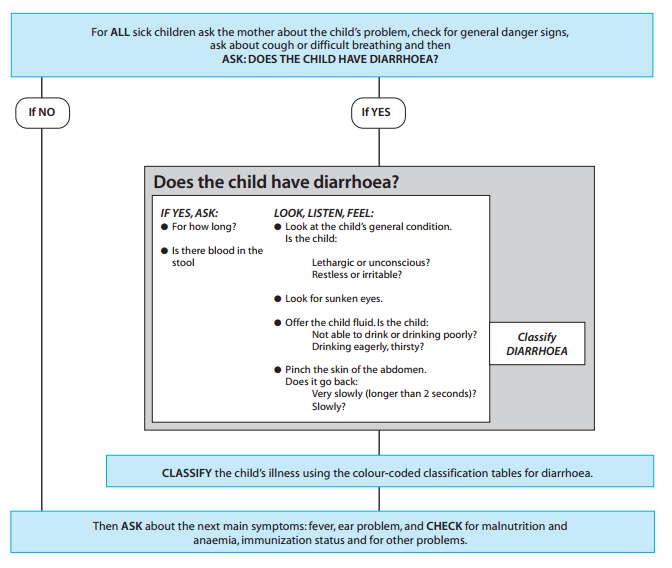 For ALL sick children ask the mother about the child's problem, check for general danger signs,
ask about cough or difficult breathing and then
ASK: DOES THE CHILD HAVE DIARRHOEA?
If NO
If YES
Does the child have diarrhoea?
IF YES, ASK:
● For how long?
● Is there blood in the
stool
LOOK, LISTEN, FEEL:
● Look at the child's general condition.
Is the child:
Lethargic or unconscious?
Restless or irritable?
● Look for sunken eyes.
● Offer the child fluid. Is the child:
Not able to drink or drinking poorly?
Drinking eagerly, thirsty?
● Pinch the skin of the abdomen.
Does it go back:
Very slowly (longer than 2 seconds)?
Slowly?
Classify
DIARRHOEA
CLASSIFY the child's illness using the colour-coded classification tables for diarrhoea.
Then ASK about the next main symptoms: fever, ear problem, and CHECK for malnutrition and
anaemia, immunization status and for other problems.